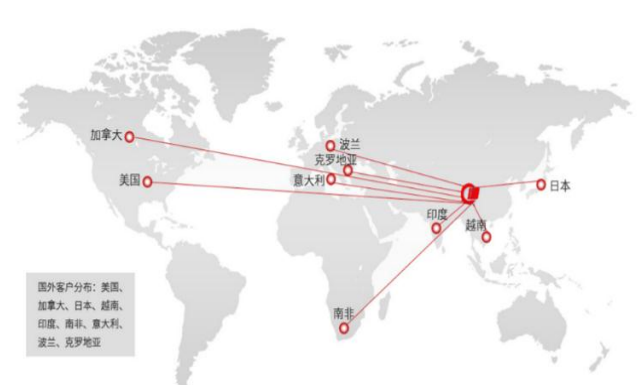 加拿大
波兰
克罗地亚
美国
意大利
日本
印度
越南
南非
国外客户分布：美国、
加拿大、日本、越南、
印度、南非、意大利、
波兰、克罗地亚